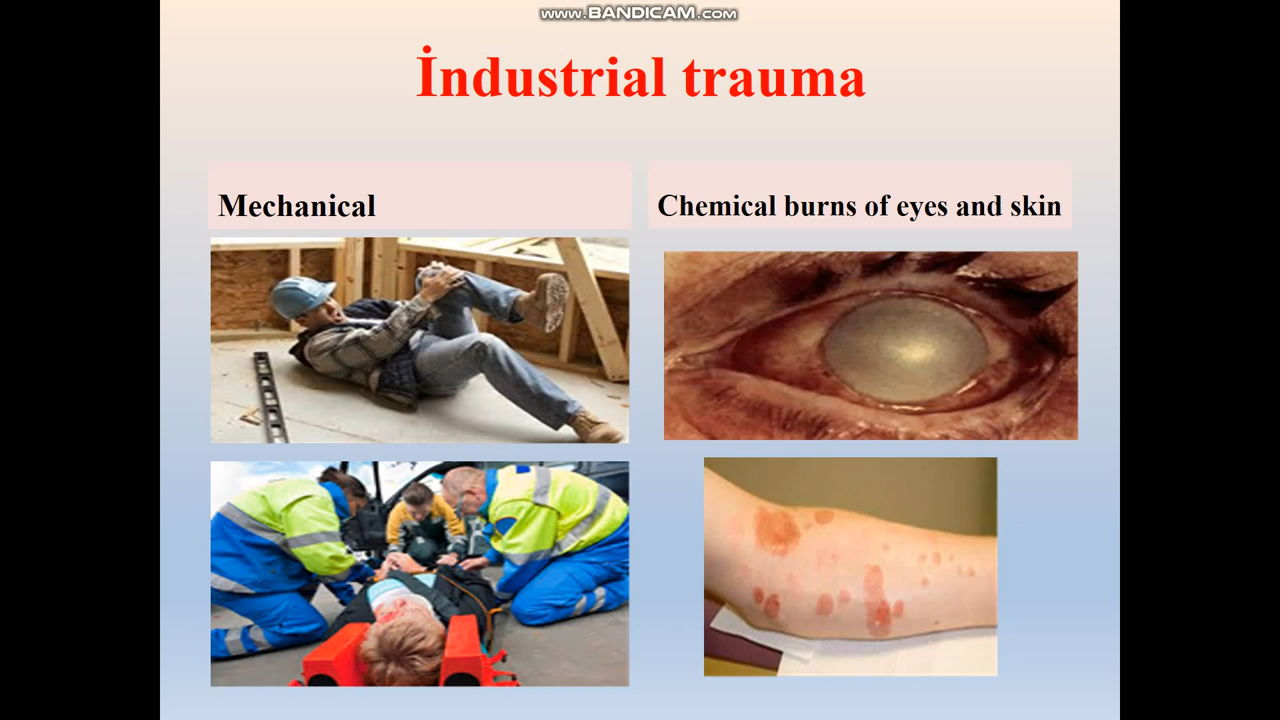 www.BANDICAM.com
İndustrial trauma
Mechanical
Chemical burns of eyes and skin